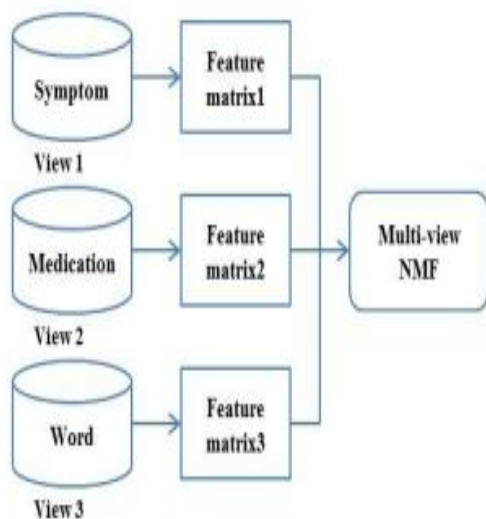 Symptom
Feature
matrix1
View 1
Medication
Feature
matrix2
Multi-view
NMF
View 2
Word
Feature
matrix3
View 3